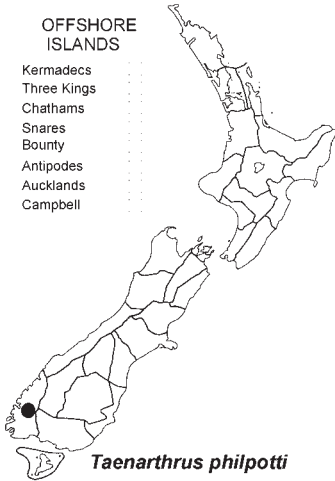 OFFSHORE
ISLANDS
Kermadecs
Three Kings
Chathams
Snares
Bounty
Antipodes
Aucklands
Campbell
Taenarthrus philpotti